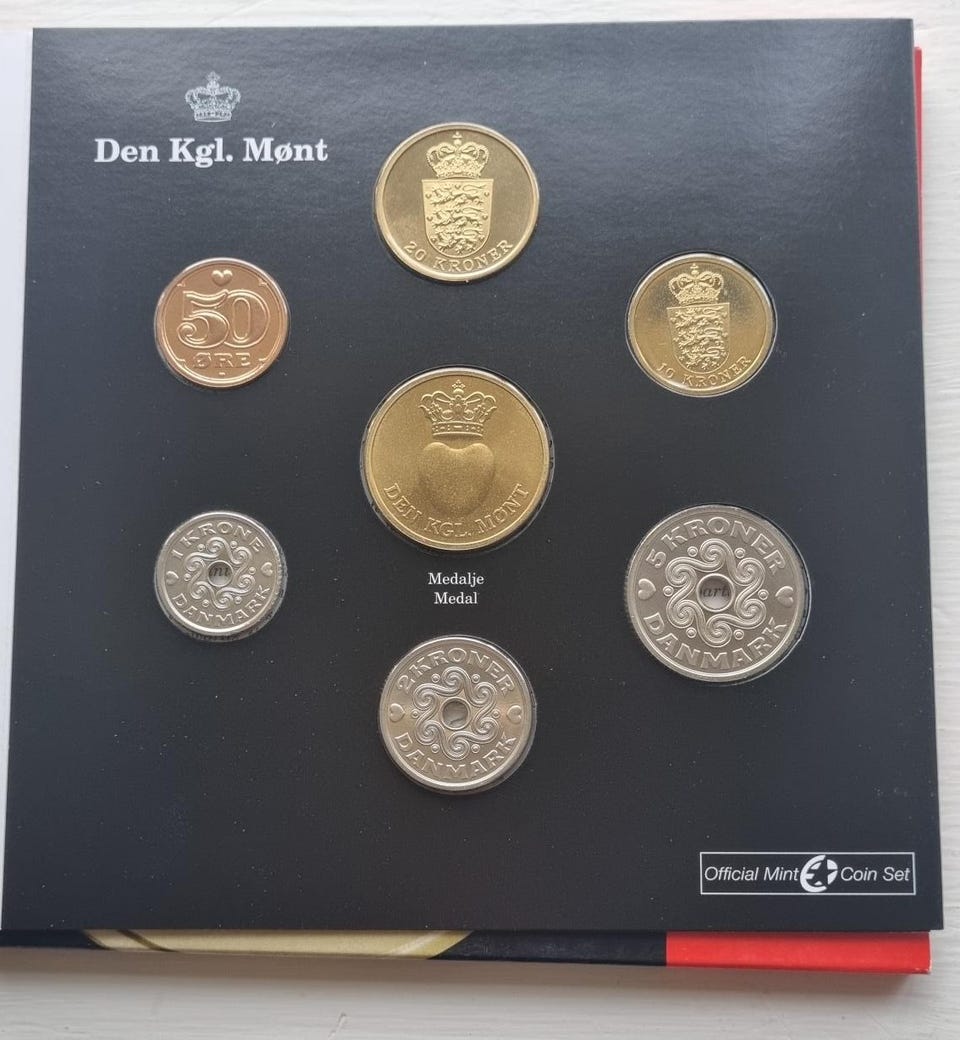 Den Kgl. Mønt
20 KRONER
50
ØRE
10 KRONER
DEN KGL. MØNT
1 KRONE
DANMARK
5 KRONER
DANMARK
Medalje
Medal
2 KRONER
DANMARK
Official Mint Coin Set